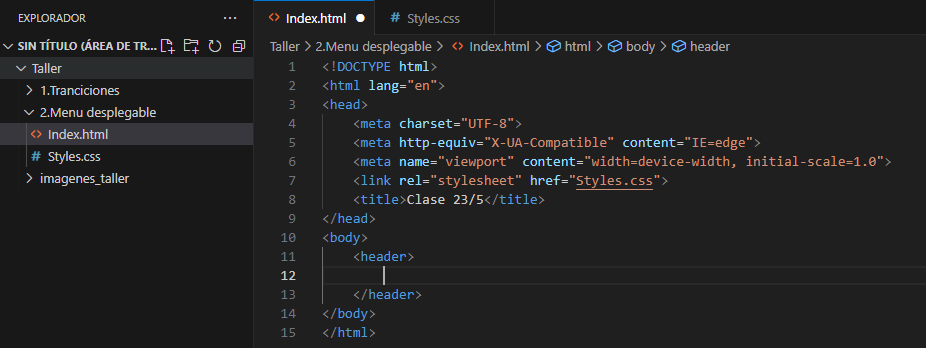 EXPLORADOR ...
SIN TÍTULO (ÁREA DE TR...
Taller
1.Tranciciones
2.Menu desplegable
<> Index.html
# Styles.css
imagenes_taller
<> Index.html ●
# Styles.css
Taller > 2.Menu desplegable > <> Index.html > html > body > header
1 <!DOCTYPE html>
2 <html lang="en">
3 <head>
4 <meta charset="UTF-8">
5 <meta http-equiv="X-UA-Compatible" content="IE=edge">
6 <meta name="viewport" content="width=device-width, initial-scale=1.0">
7 <link rel="stylesheet" href="Styles.css">
8 <title>Clase 23/5</title>
9 </head>
10 <body>
11 <header>
12
13 </header>
14 </body>
15 </html>